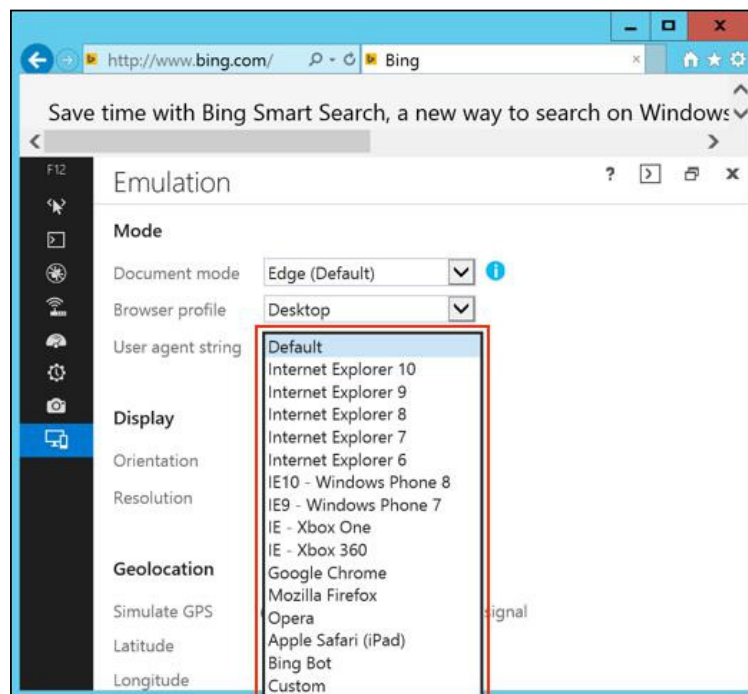 http://www.bing.com/
Bing
Save time with Bing Smart Search, a new way to search on Windows
F12
Emulation
?
Mode
Document mode
Edge (Default)
Browser profile
Desktop
User agent string
Default
Internet Explorer 10
Internet Explorer 9
Internet Explorer 8
Internet Explorer 7
Internet Explorer 6
IE10 - Windows Phone 8
IE9 - Windows Phone 7
IE - Xbox One
IE - Xbox 360
Google Chrome
Mozilla Firefox
Opera
Apple Safari (iPad)
Bing Bot
Custom
Display
Orientation
Resolution
Geolocation
Simulate GPS
signal
Latitude
Longitude